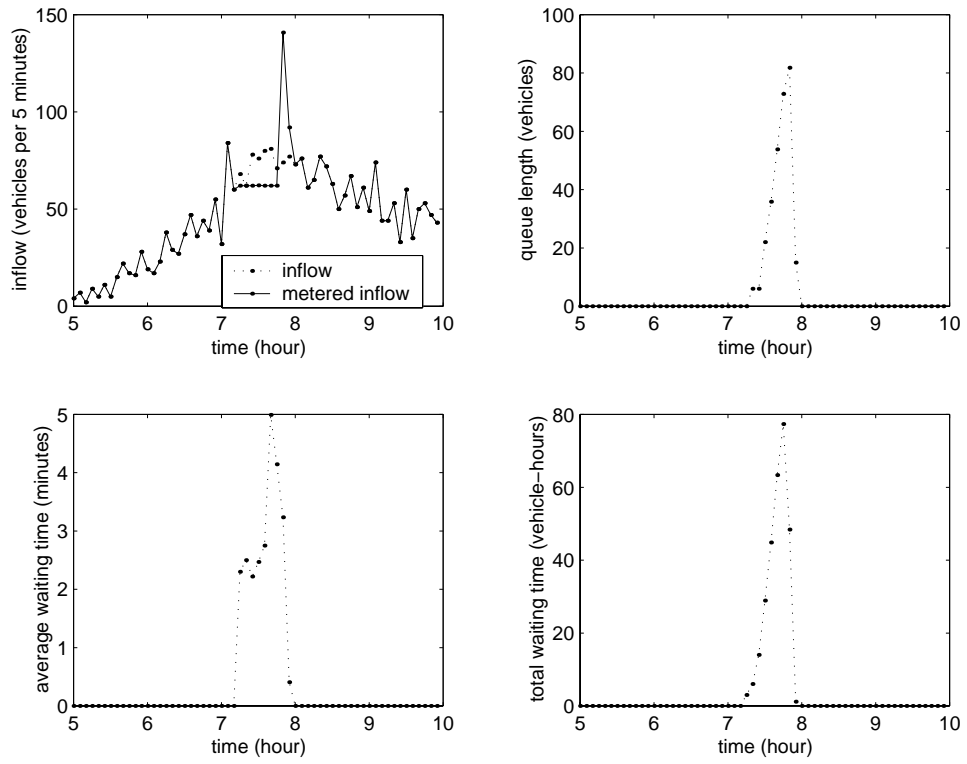 150
100
50
0
inflow (vehicles per 5 minutes)
inflow
metered inflow
5 6 7 8 9 10
time (hour)
100
80
60
40
20
0
queue length (vehicles)
5 6 7 8 9 10
time (hour)
5
4
3
2
1
0
average waiting time (minutes)
5 6 7 8 9 10
time (hour)
80
60
40
20
0
total waiting time (vehicle−hours)
5 6 7 8 9 10
time (hour)